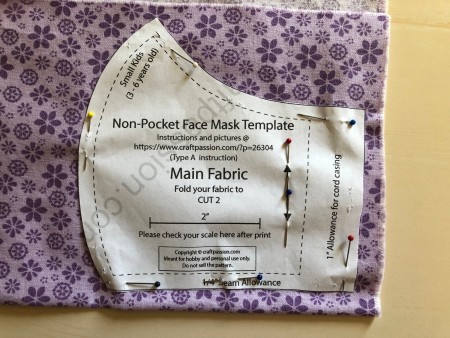 Small Kids
(3 - 6 years old)
Non-Pocket Face Mask Template
Instructions and pictures @
https://www.craftpassion.com/?p=26304
(Type A instruction)
Main Fabric
Fold your fabric to
CUT 2
2"
Please check your scale here after print
Copyright © craftpassion.com
Meant for hobby and personal use only.
Do not sell the pattern.
1" Allowance for cord casing
1/4" Seam Allowance